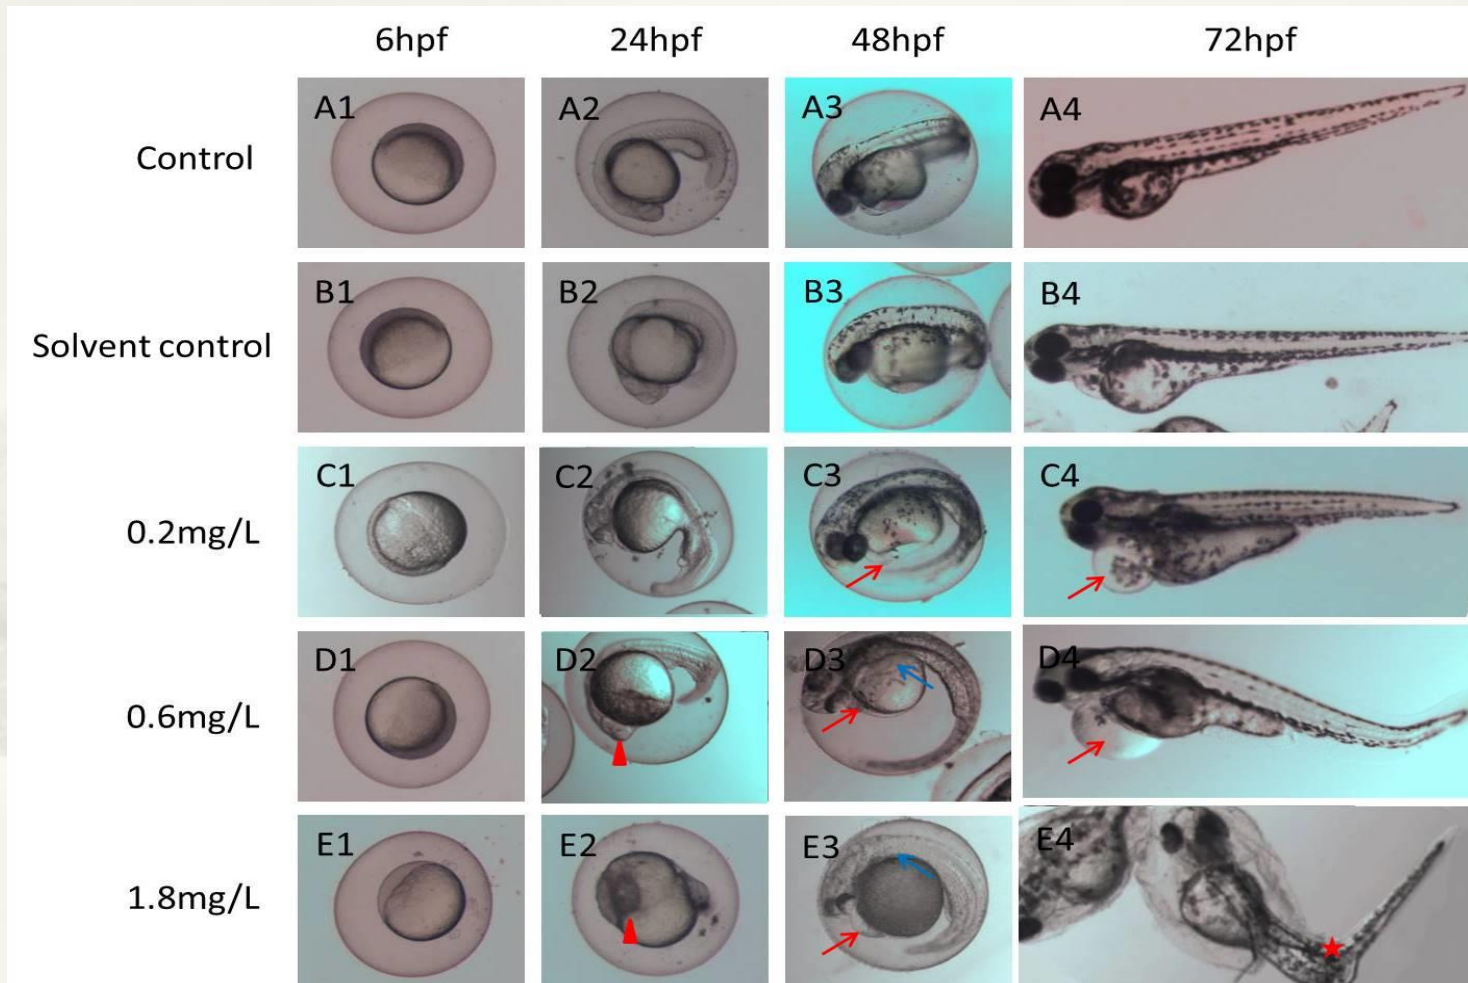 6hpf 24hpf 48hpf 72hpf
Control A1 A2 A3 A4
Solvent control B1 B2 B3 B4
0.2mg/L C1 C2 C3 C4
0.6mg/L D1 D2 D3 D4
1.8mg/L E1 E2 E3 E4